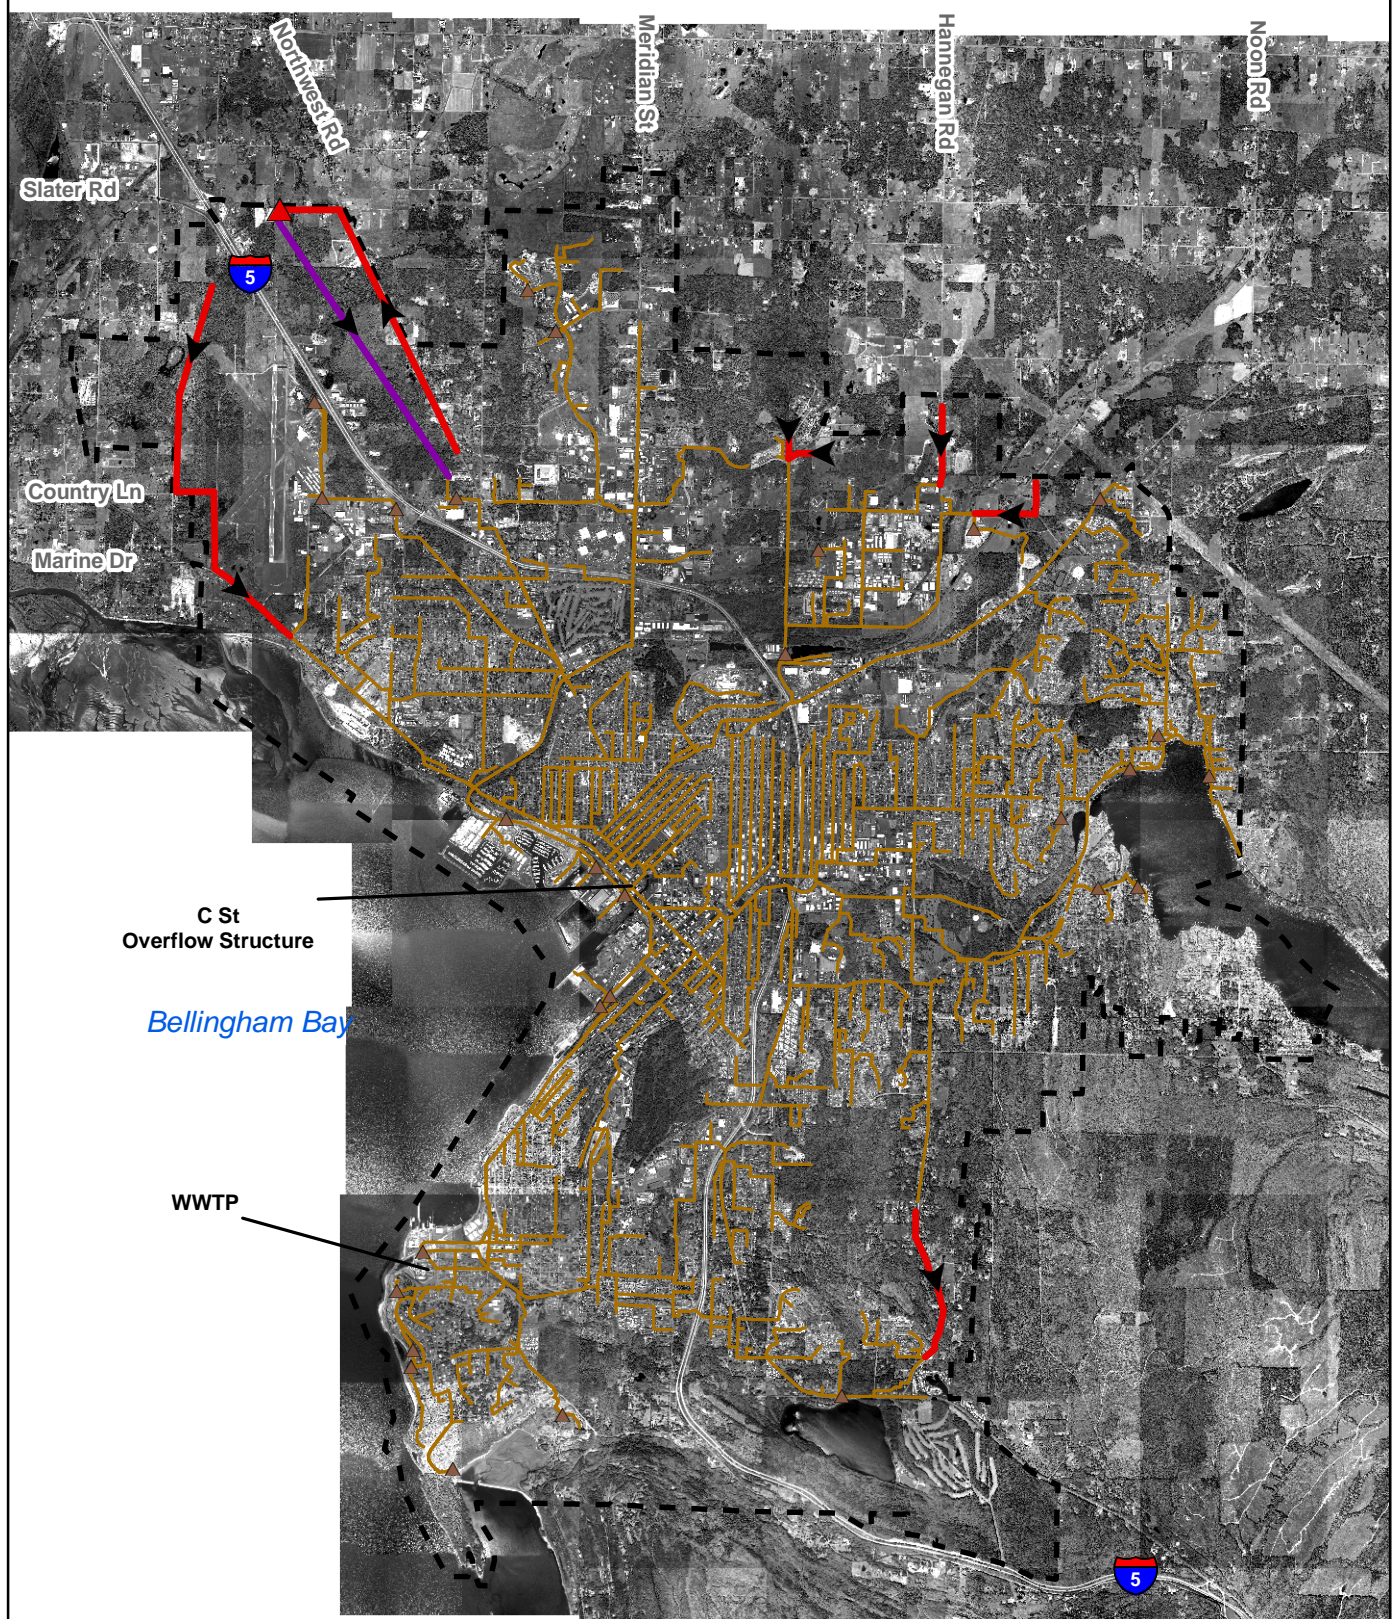 Northwest Rd
Meridian St
Hannegan Rd
Noon Rd
Slater Rd
5
Country Ln
Marine Dr
C St
Overflow Structure
Bellingham Bay
WWTP
5